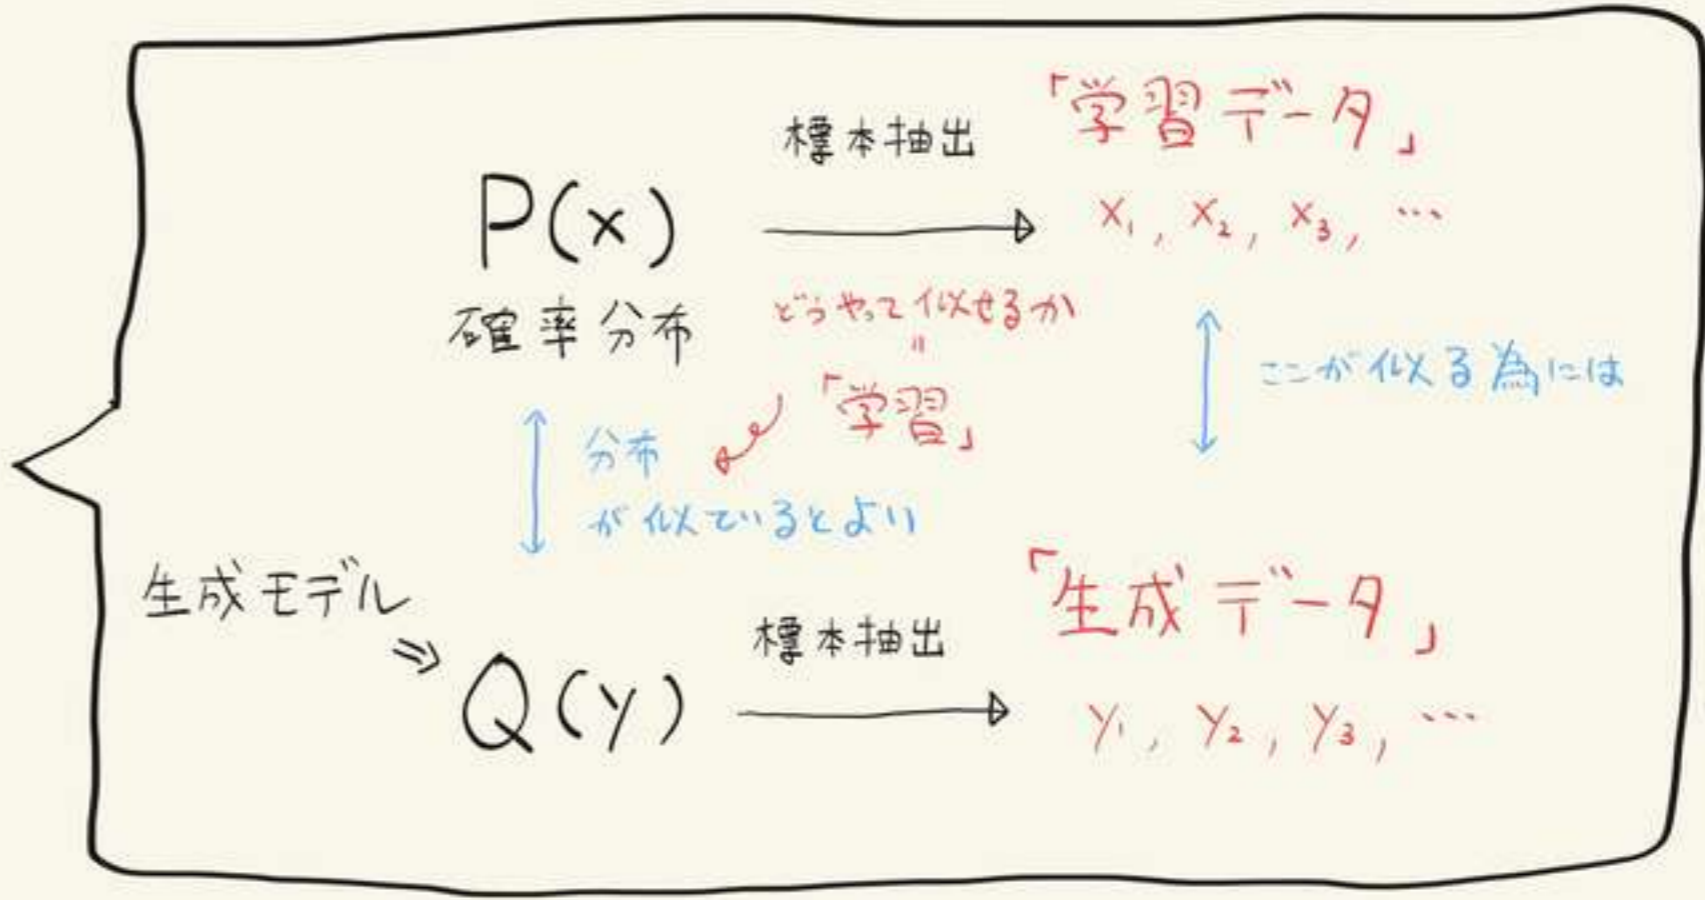 「学習データ」
標本抽出
P(x)
x₁, x₂, x₃, …
確率分布
どうやって似せるか
=
「学習」
ここが似る為には
分布
が似ているとよい
生成モデル
⇒
「生成データ」
標本抽出
Q(y)
y₁, y₂, y₃, …